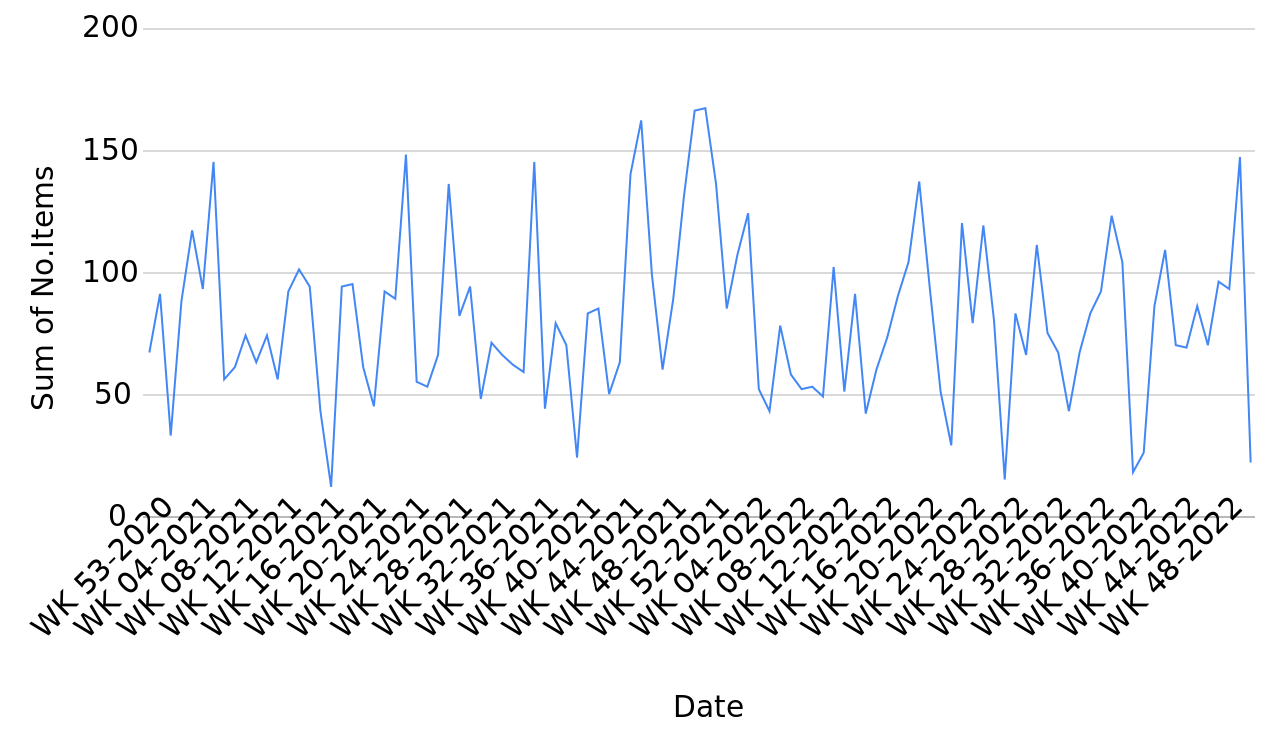 200
150
100
50
0
Sum of No.Items
WK 53-2020
WK 04-2021
WK 08-2021
WK 12-2021
WK 16-2021
WK 20-2021
WK 24-2021
WK 28-2021
WK 32-2021
WK 36-2021
WK 40-2021
WK 44-2021
WK 48-2021
WK 52-2021
WK 04-2022
WK 08-2022
WK 12-2022
WK 16-2022
WK 20-2022
WK 24-2022
WK 28-2022
WK 32-2022
WK 36-2022
WK 40-2022
WK 44-2022
WK 48-2022
Date